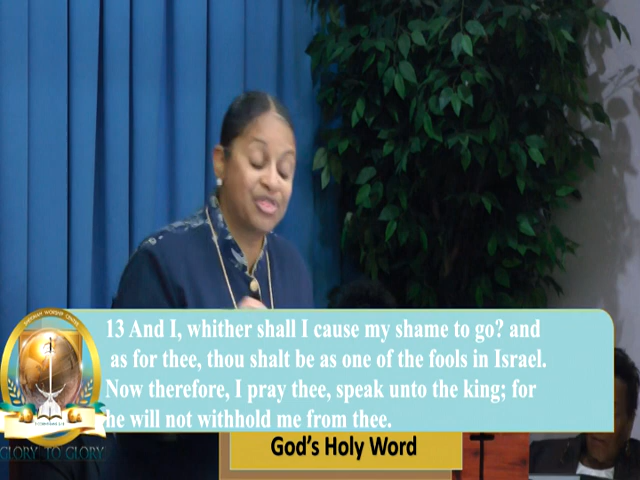 13 And I, whither shall I cause my shame to go? and
as for thee, thou shalt be as one of the fools in Israel.
Now therefore, I pray thee, speak unto the king; for
he will not withhold me from thee.
God's Holy Word
GLORY TO GLORY